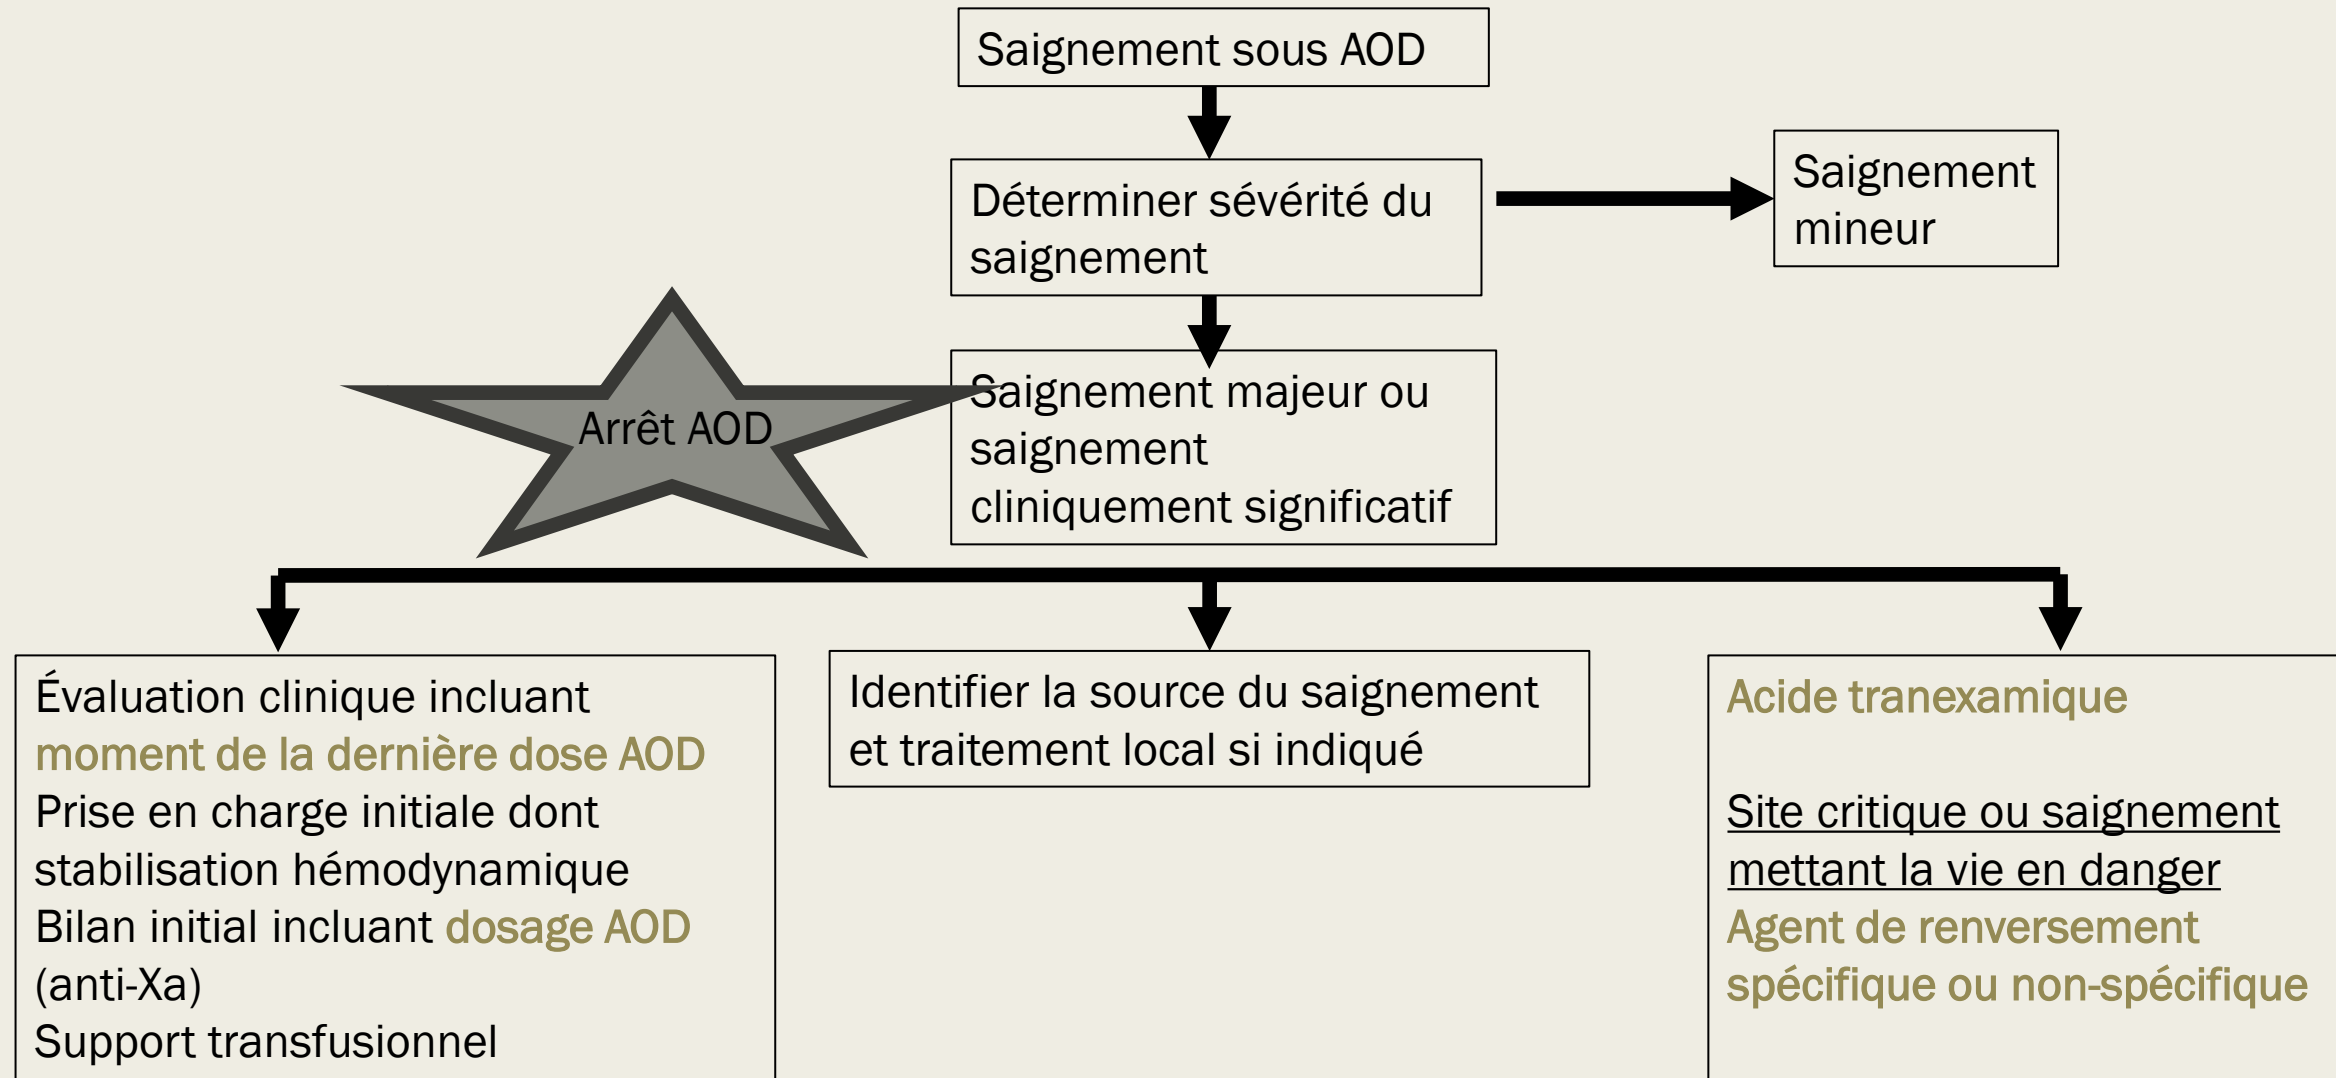 Saignement sous AOD
Déterminer sévérité du
saignement
Saignement
mineur
Arrêt AOD
Saignement majeur ou
saignement
cliniquement significatif
Évaluation clinique incluant
moment de la dernière dose AOD
Prise en charge initiale dont
stabilisation hémodynamique
Bilan initial incluant dosage AOD
(anti-Xa)
Support transfusionnel
Identifier la source du saignement
et traitement local si indiqué
Acide tranexamique
Site critique ou saignement
mettant la vie en danger
Agent de renversement
spécifique ou non-spécifique